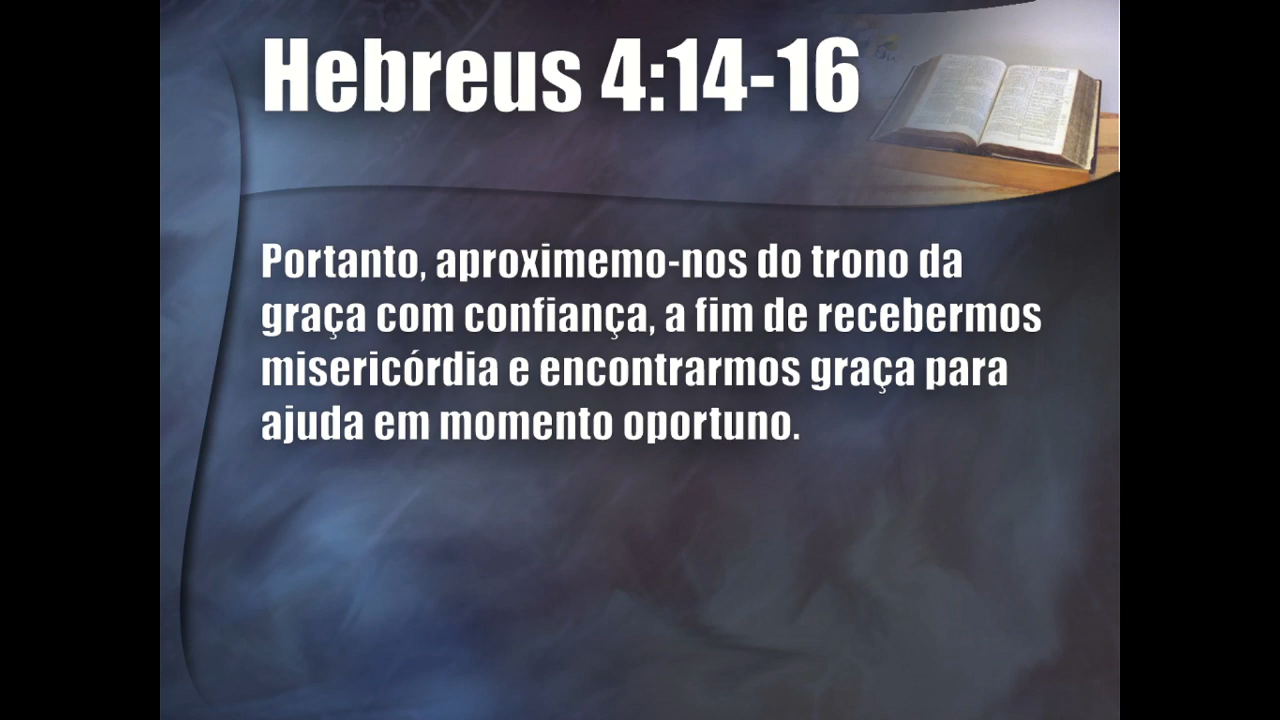 Hebreus 4:14-16
Portanto, aproximemo-nos do trono da
graça com confiança, a fim de recebermos
misericórdia e encontrarmos graça para
ajuda em momento oportuno.